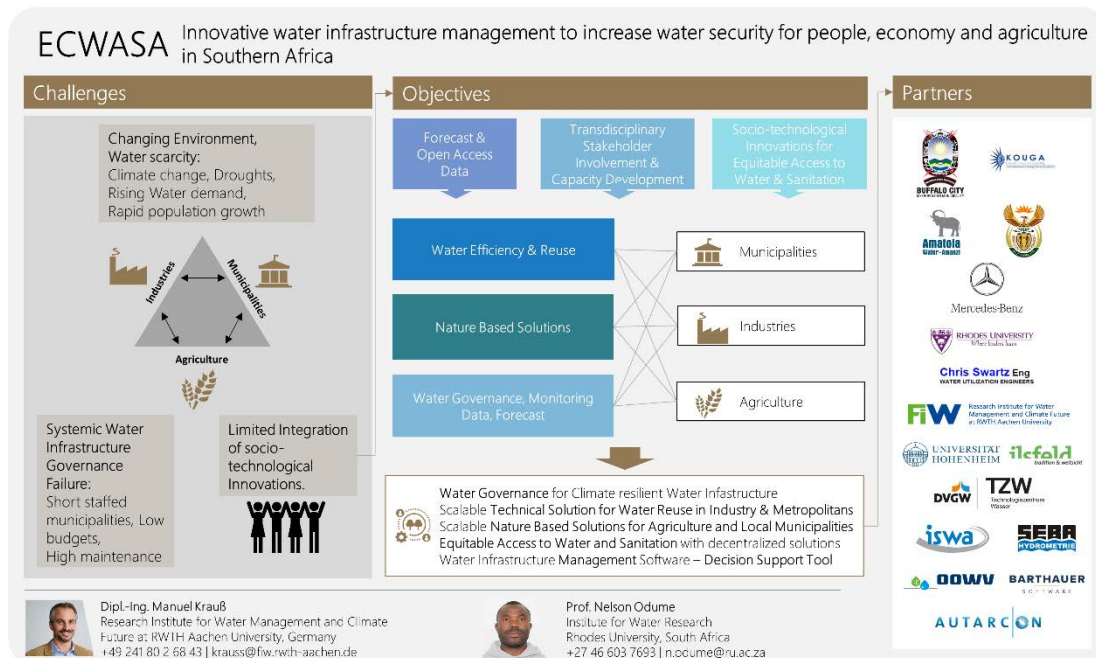 ECWASA
Innovative water infrastructure management to increase water security for people, economy and agriculture
in Southern Africa
Challenges
Changing Environment,
Water scarcity:
Climate change, Droughts,
Rising Water demand,
Rapid population growth
Industries
Municipalities
Agriculture
Systemic Water
Infrastructure
Governance
Failure:
Short staffed
municipalities, Low
budgets,
High maintenance
Limited Integration
of socio-
technological
Innovations.
Objectives
Forecast &
Open Access
Data
Transdisciplinary
Stakeholder
Involvement &
Capacity Development
Socio-technological
Innovations for
Equitable Access to
Water & Sanitation
Water Efficiency & Reuse
Nature Based Solutions
Water Governance, Monitoring
Data, Forecast
Municipalities
Industries
Agriculture
Water Governance for Climate resilient Water Infastructure
Scalable Technical Solution for Water Reuse in Industry & Metropolitans
Scalable Nature Based Solutions for Agriculture and Local Municipalities
Equitable Access to Water and Sanitation with decentralized solutions
Water Infrastructure Management Software – Decision Support Tool
Partners
BUFFALO CITY
KOUGA
Amatola
Water-Amanzi
Mercedes-Benz
RHODES UNIVERSITY
Where leaders learn
Chris Swartz Eng
WATER UTILIZATION ENGINEERS
FiW
Research Institute for Water
Management and Climate Future
at RWTH Aachen University
UNIVERSITÄT
HOHENHEIM
ilefeld
tradition & weitsicht
DVGW
TZW
Technologiezentrum
Wasser
iswa
SEBA
HYDROMETRIE
OOWV
BARTHAUER
SOFTWARE
AUTARCON
Dipl.-Ing. Manuel Krauß
Research Institute for Water Management and Climate
Future at RWTH Aachen University, Germany
+49 241 80 2 68 43 | krauss@fiw.rwth-aachen.de
Prof. Nelson Odume
Institute for Water Research
Rhodes University, South Africa
+27 46 603 7693 | n.odume@ru.ac.za